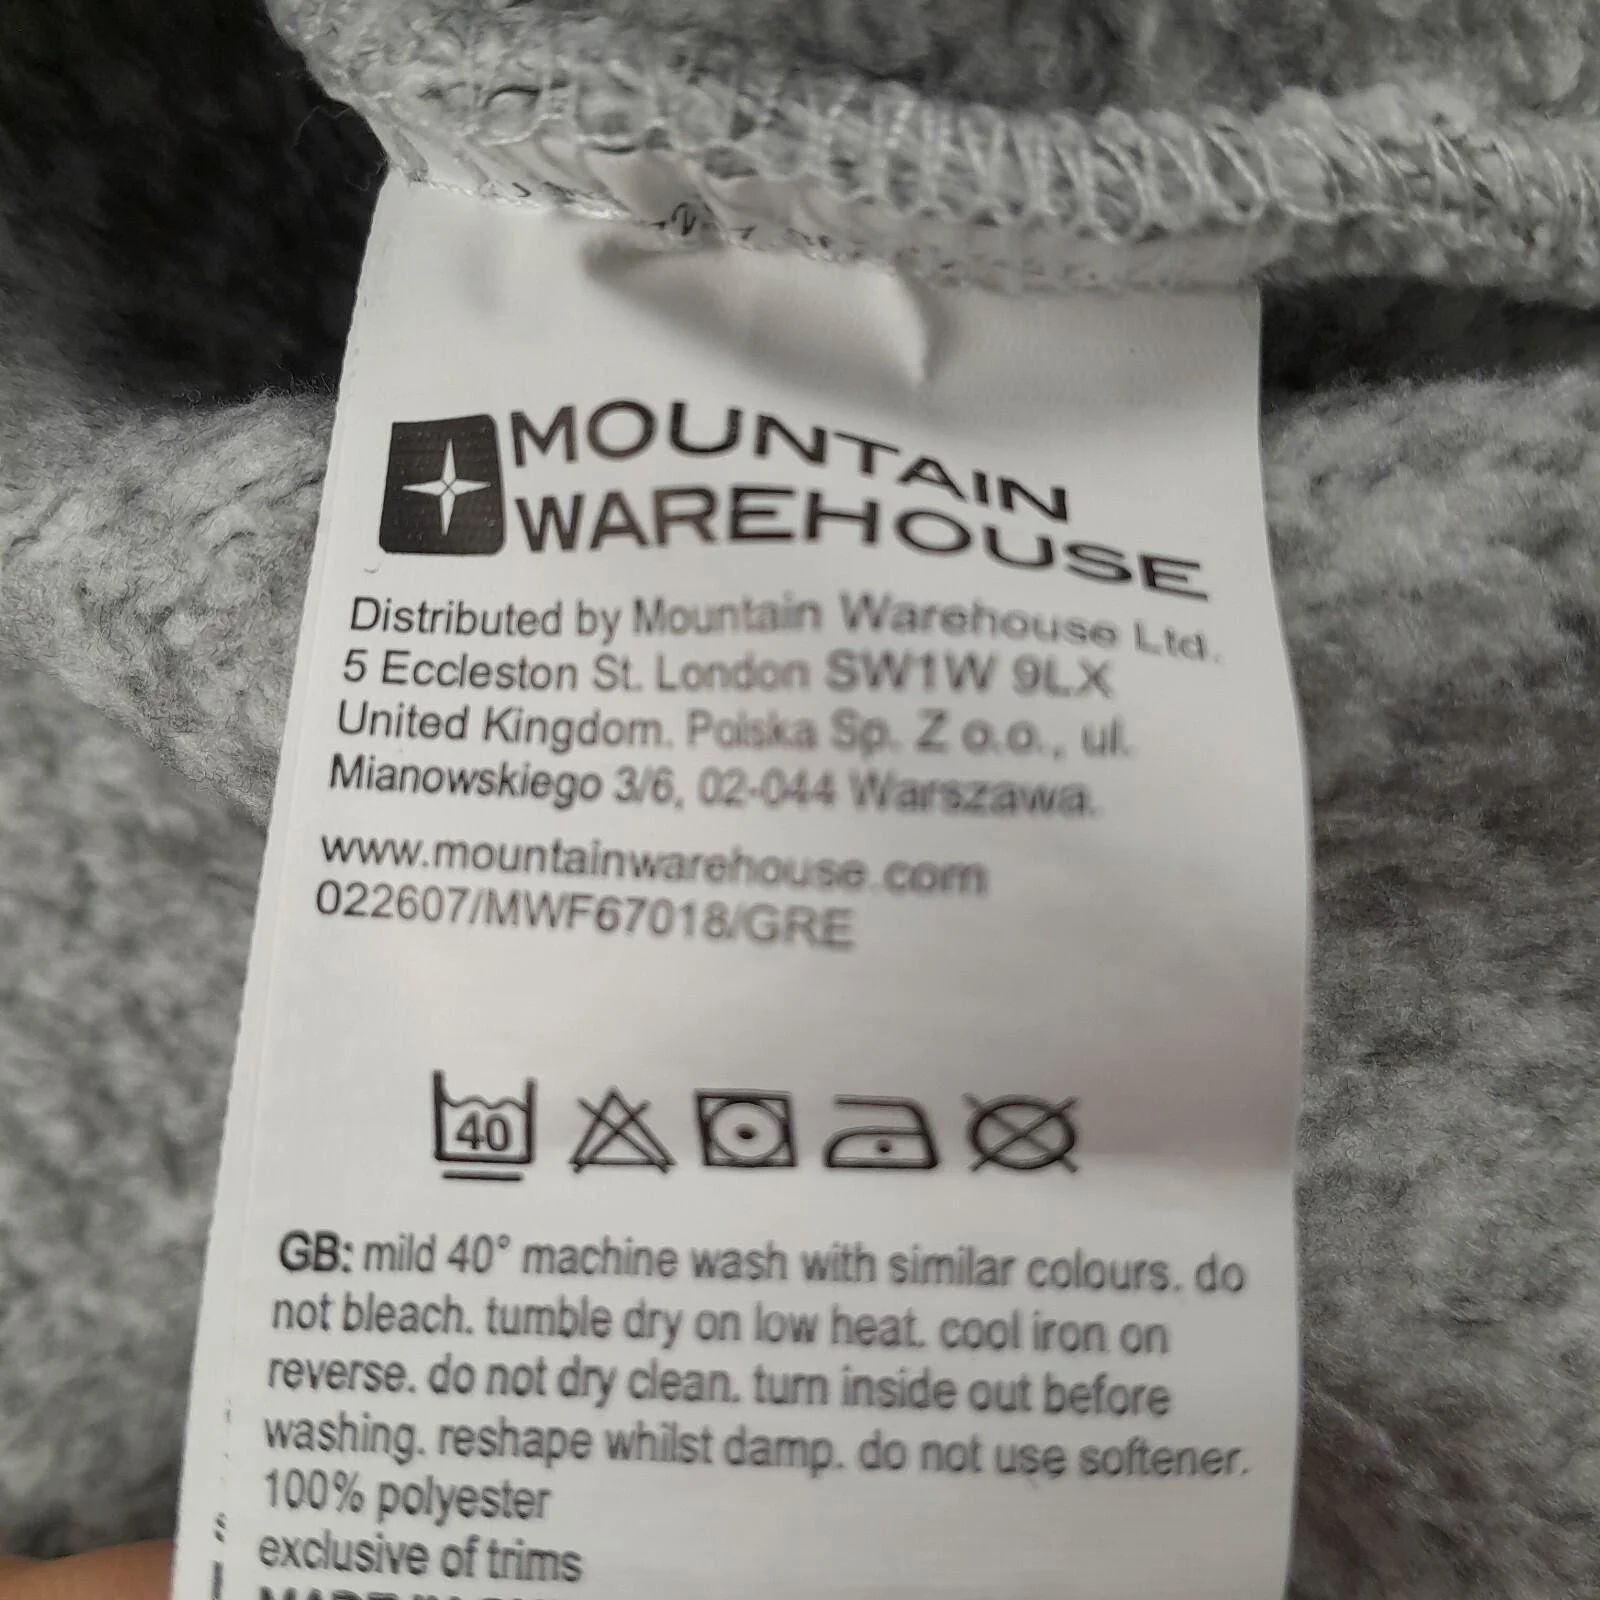 MOUNTAIN
WAREHOUSE
Distributed by Mountain Warehouse Ltd.
5 Eccleston St. London SW1W 9LX
United Kingdom. Polska Sp. Z o.o., ul.
Mianowskiego 3/6, 02-044 Warszawa.
www.mountainwarehouse.com
022607/MWF67018/GRE
40
GB: mild 40° machine wash with similar colours. do
not bleach. tumble dry on low heat. cool iron on
reverse. do not dry clean. turn inside out before
washing. reshape whilst damp. do not use softener.
100% polyester
exclusive of trims
MADE IN